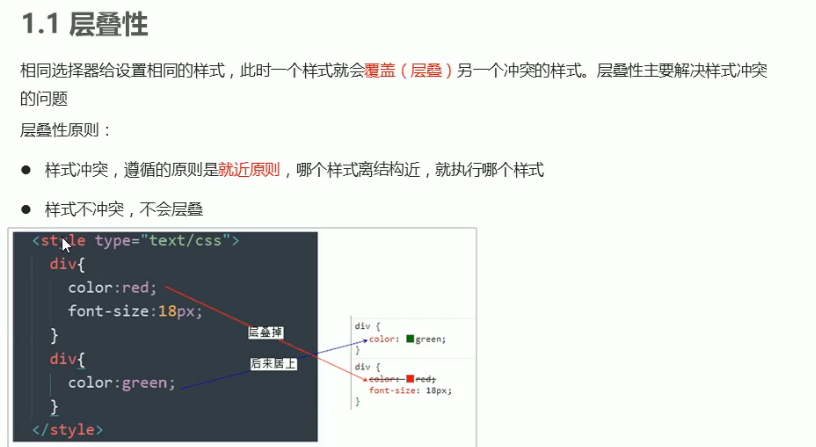 1.1 层叠性
相同选择器给设置相同的样式，此时一个样式就会覆盖（层叠）另一个冲突的样式。层叠性主要解决样式冲突
的问题
层叠性原则：
● 样式冲突，遵循的原则是就近原则，哪个样式离结构近，就执行哪个样式
● 样式不冲突，不会层叠
<style type="text/css">
div{
color:red;
font-size:18px;
}
div{
color:green;
}
</style>
层叠掉
后来居上
div {
color: green;
}
div {
color: red;
font-size: 18px;
}